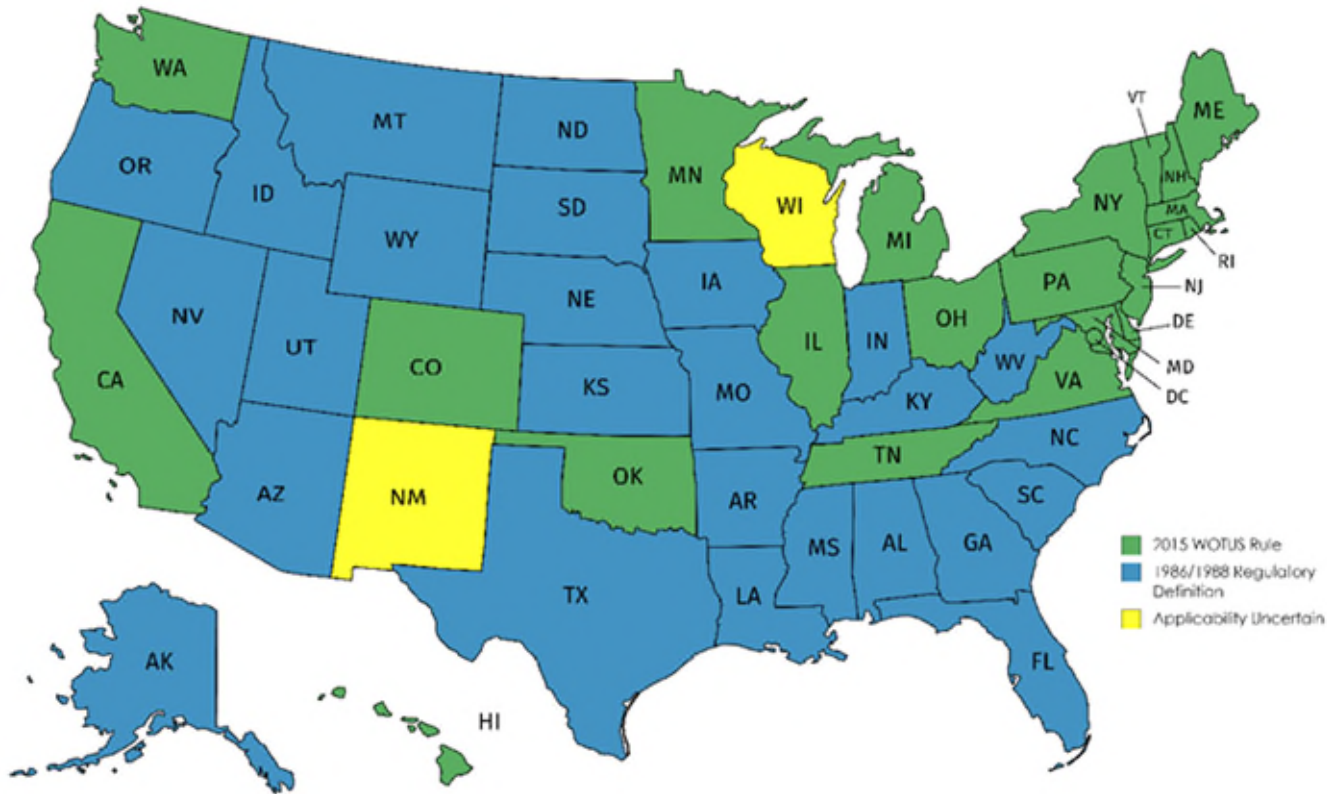 WA
MT
ND
MN
VT
ME
OR
ID
SD
WI
NH
NY
MA
WY
MI
CT
RI
IA
PA
NJ
NE
NV
OH
DE
UT
IL
IN
CA
CO
WV
MD
KS
MO
VA
DC
KY
NC
TN
OK
AZ
NM
AR
SC
MS
AL
GA
2015 WOTUS Rule
1986/1988 Regulatory
Definition
Applicability Uncertain
TX
LA
AK
FL
HI